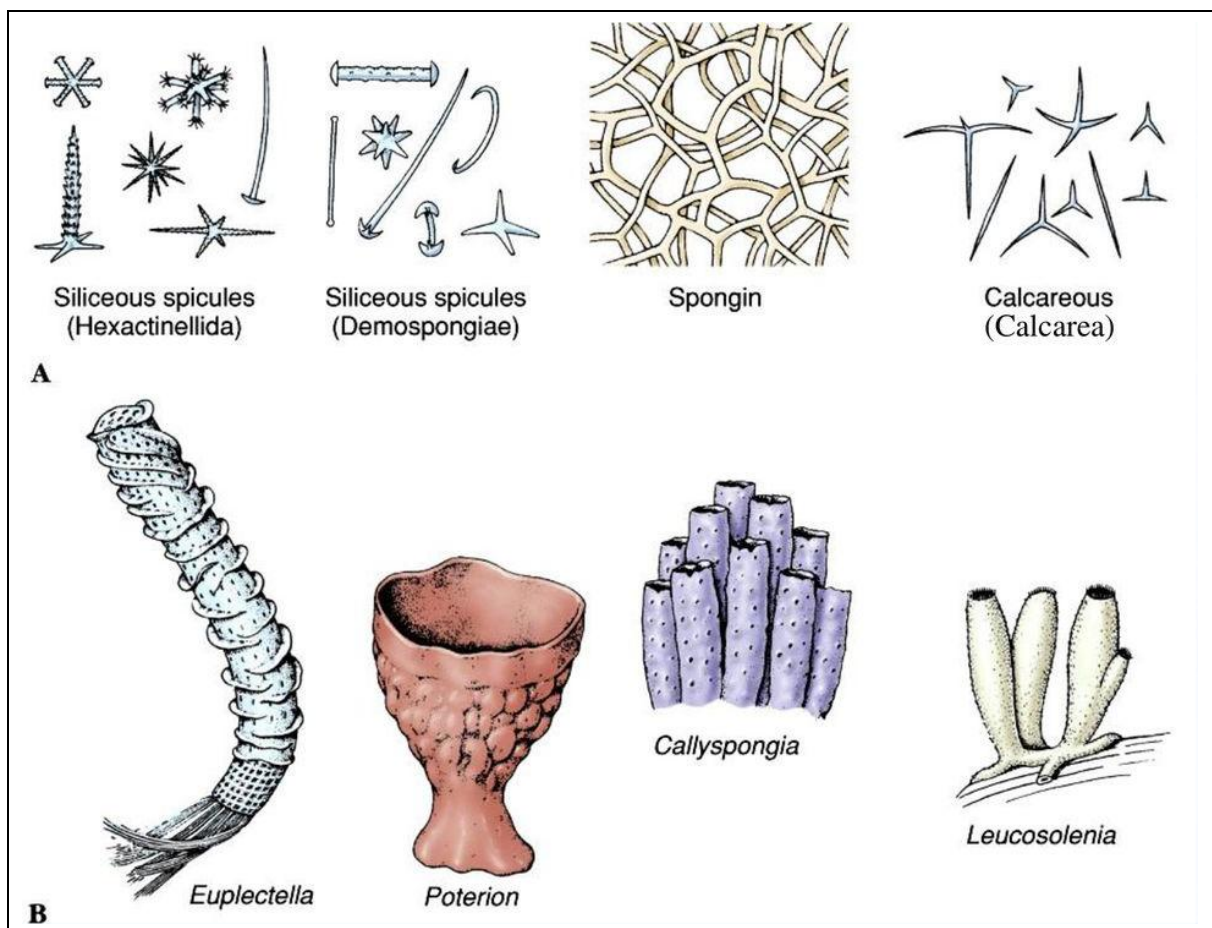 Siliceous spicules
(Hexactinellida)
Siliceous spicules
(Demospongiae)
Spongin
Calcareous
(Calcarea)
A
Euplectella
Poterion
Callyspongia
Leucosolenia
B